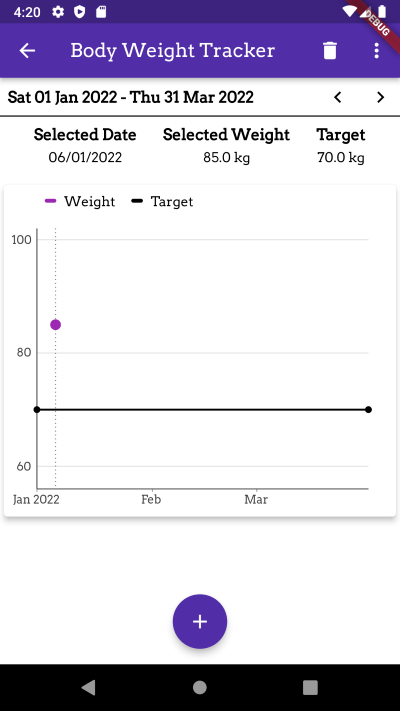 4:20
DEBUG
Body Weight Tracker
Sat 01 Jan 2022 - Thu 31 Mar 2022
Selected Date Selected Weight Target
06/01/2022 85.0 kg 70.0 kg
Weight Target
100
80
60
Jan 2022 Feb Mar